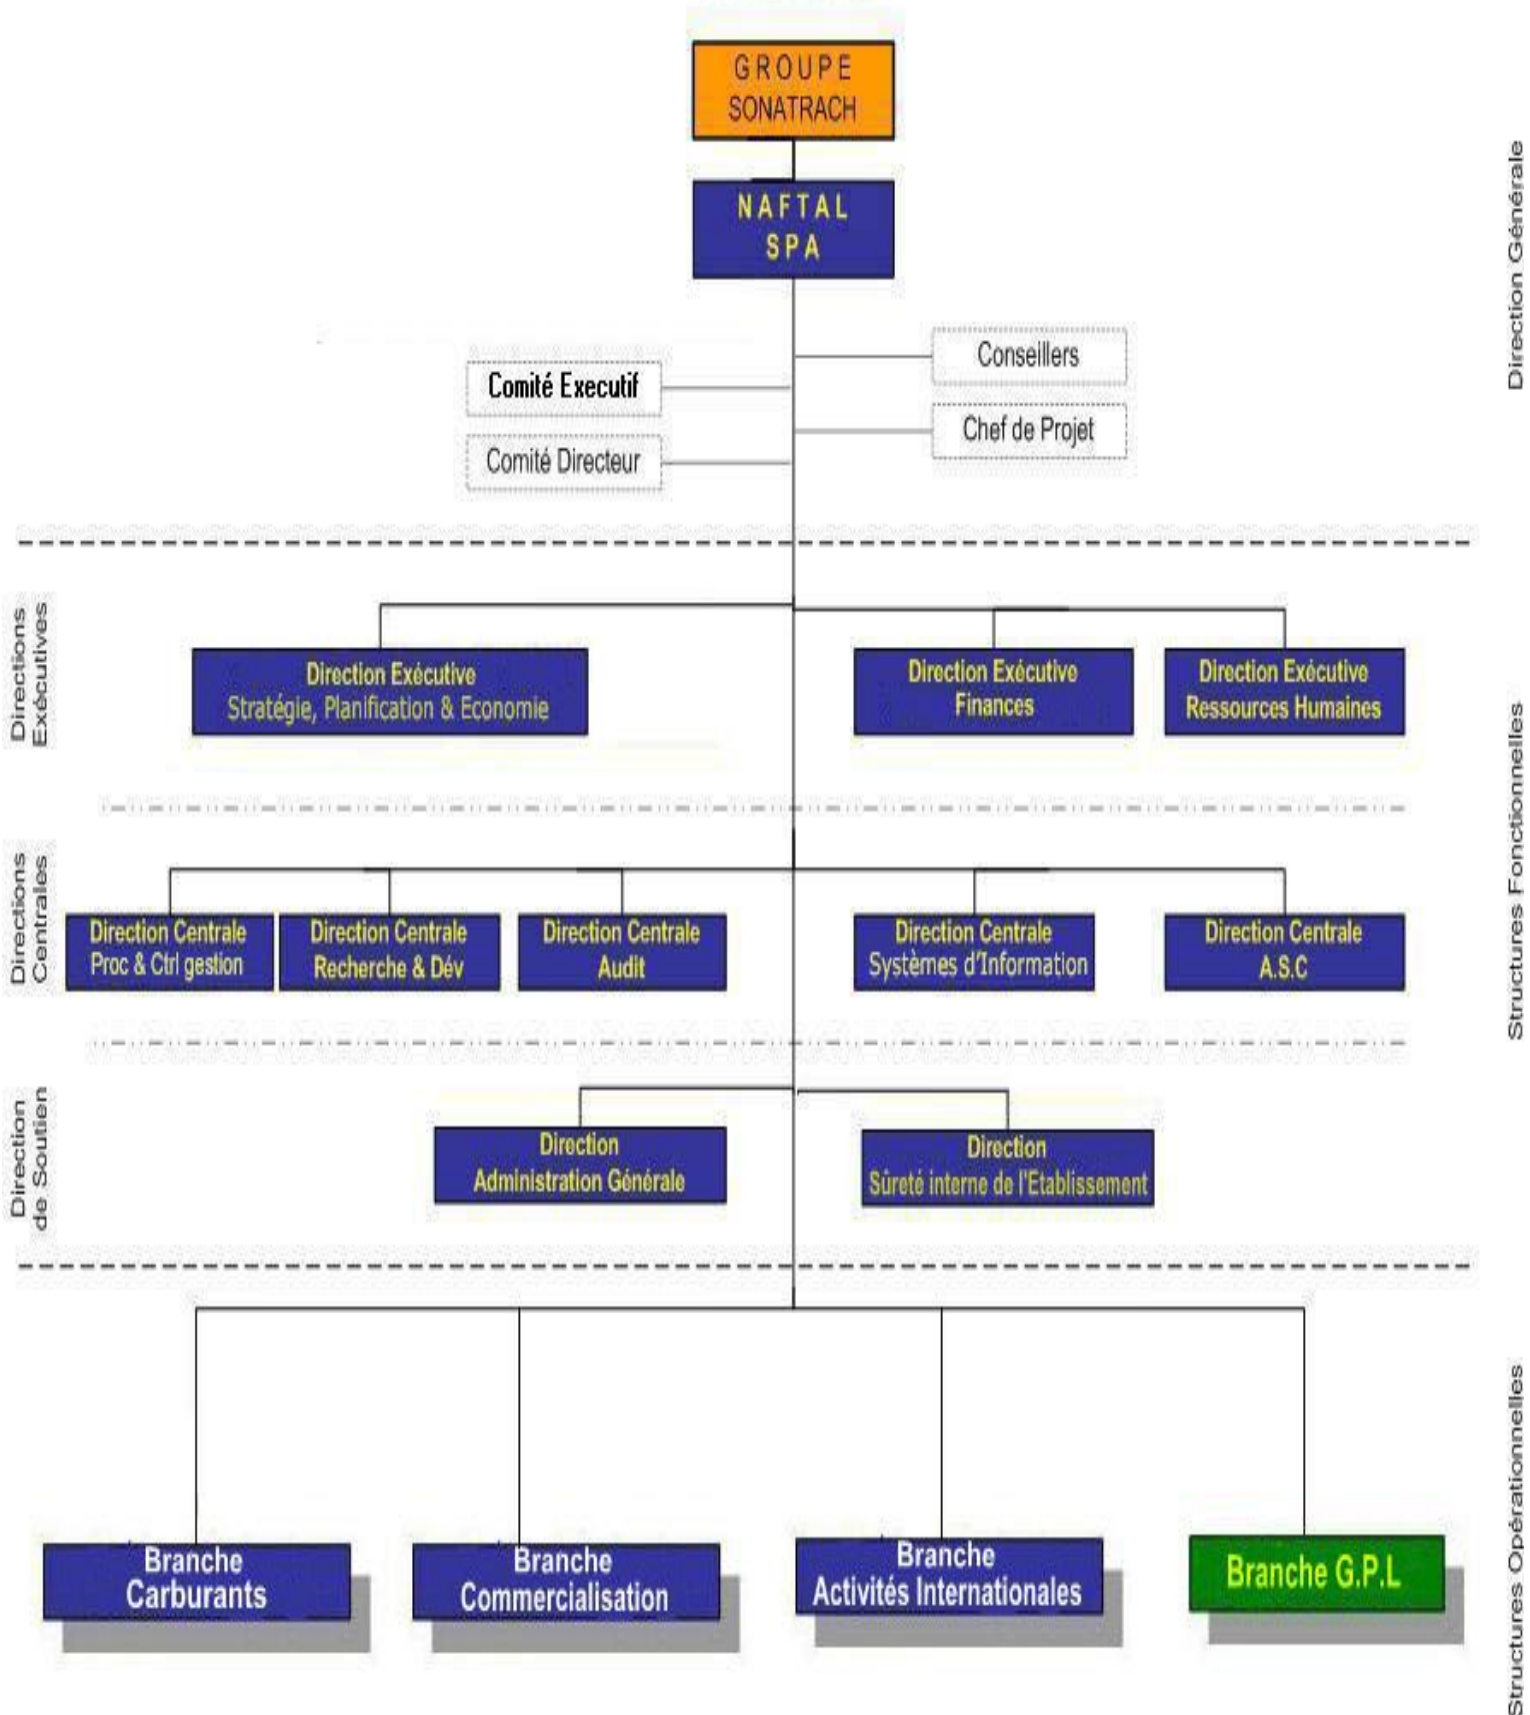 G R O U P E
SONATRACH
N A F T A L
S P A
Direction Générale
Conseillers
Comité Executif
Chef de Projet
Comité Directeur
Directions
Exécutives
Direction Exécutive
Stratégie, Planification & Economie
Direction Exécutive
Finances
Direction Exécutive
Ressources Humaines
Structures Fonctionnelles
Directions
Centrales
Direction Centrale
Proc & Ctrl gestion
Direction Centrale
Recherche & Dév
Direction Centrale
Audit
Direction Centrale
Systèmes d'Information
Direction Centrale
A.S.C
Direction
de Soutien
Direction
Administration Générale
Direction
Sûreté interne de l'Etablissement
Structures Opérationnelles
Branche
Carburants
Branche
Commercialisation
Branche
Activités Internationales
Branche G.P.L